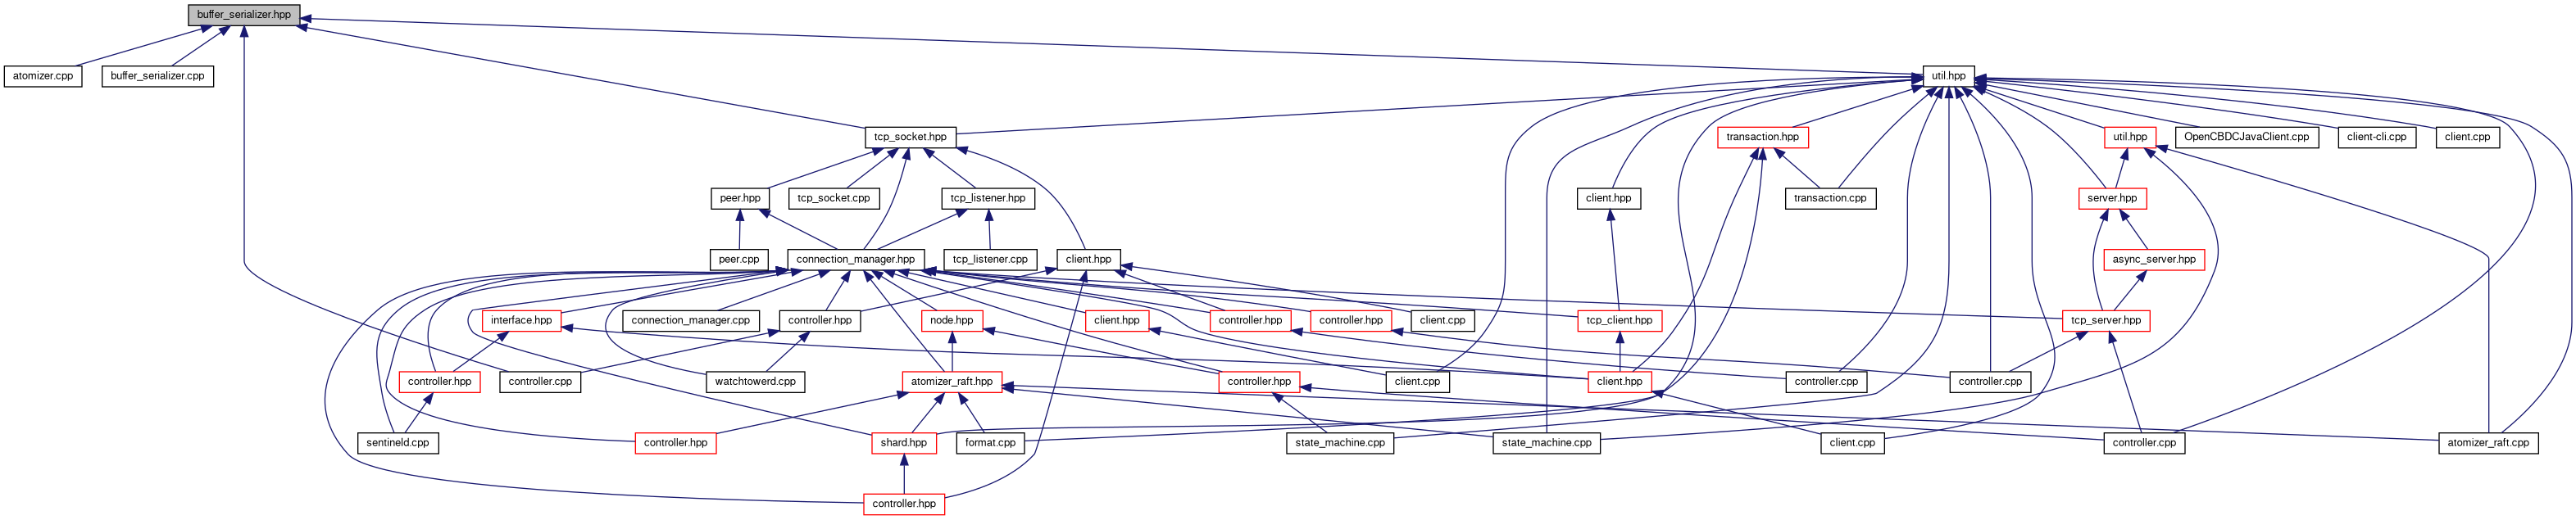 buffer_serializer.hpp
atomizer.cpp
buffer_serializer.cpp
util.hpp
tcp_socket.hpp
transaction.hpp
util.hpp
OpenCBDCJavaClient.cpp
client-cli.cpp
client.cpp
peer.hpp
tcp_socket.cpp
tcp_listener.hpp
client.hpp
transaction.cpp
server.hpp
peer.cpp
connection_manager.hpp
tcp_listener.cpp
client.hpp
async_server.hpp
interface.hpp
connection_manager.cpp
controller.hpp
node.hpp
client.hpp
controller.hpp
controller.hpp
client.cpp
tcp_client.hpp
tcp_server.hpp
controller.hpp
controller.cpp
watchtowerd.cpp
atomizer_raft.hpp
controller.hpp
client.cpp
client.hpp
controller.cpp
controller.cpp
sentineld.cpp
controller.hpp
shard.hpp
format.cpp
state_machine.cpp
state_machine.cpp
client.cpp
controller.cpp
atomizer_raft.cpp
controller.hpp